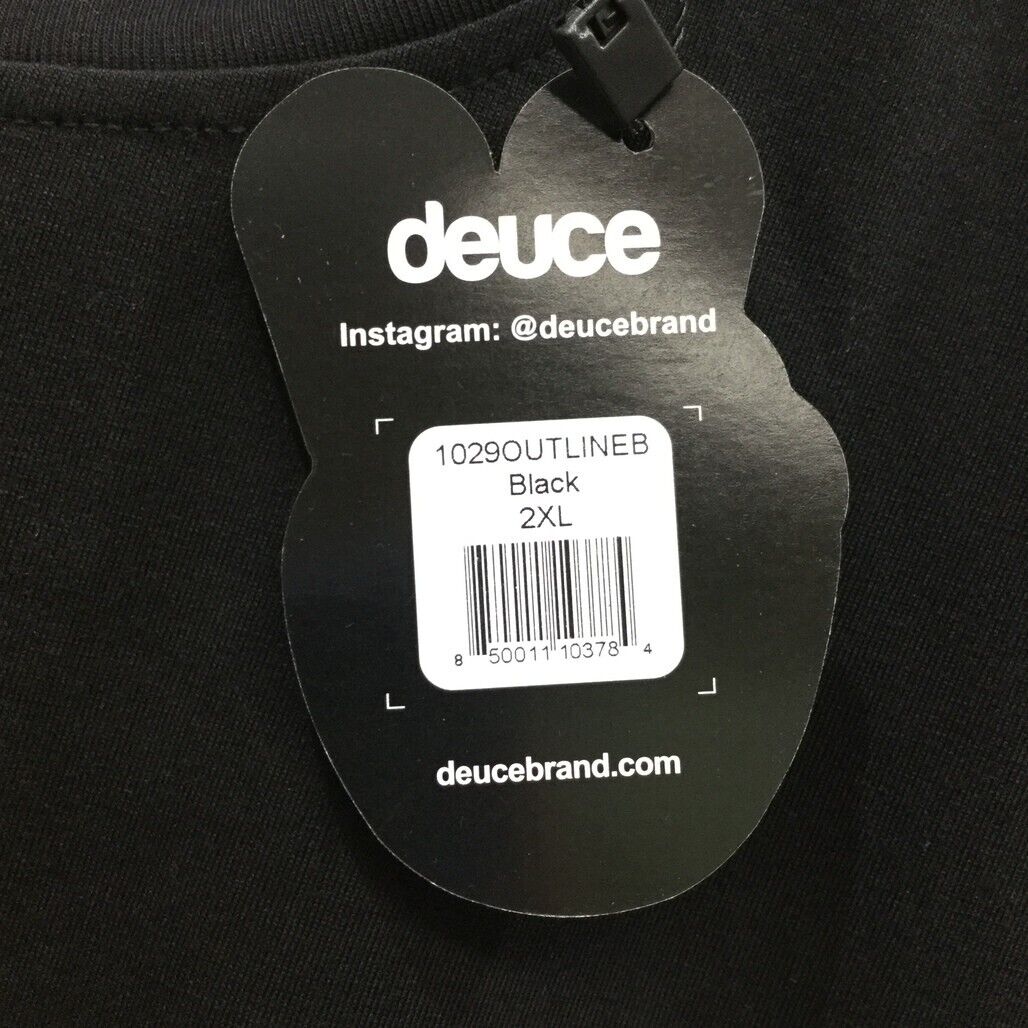 deuce
Instagram: @deucebrand
1029OUTLINEB
Black
2XL
8 50011 10378 4
deucebrand.com